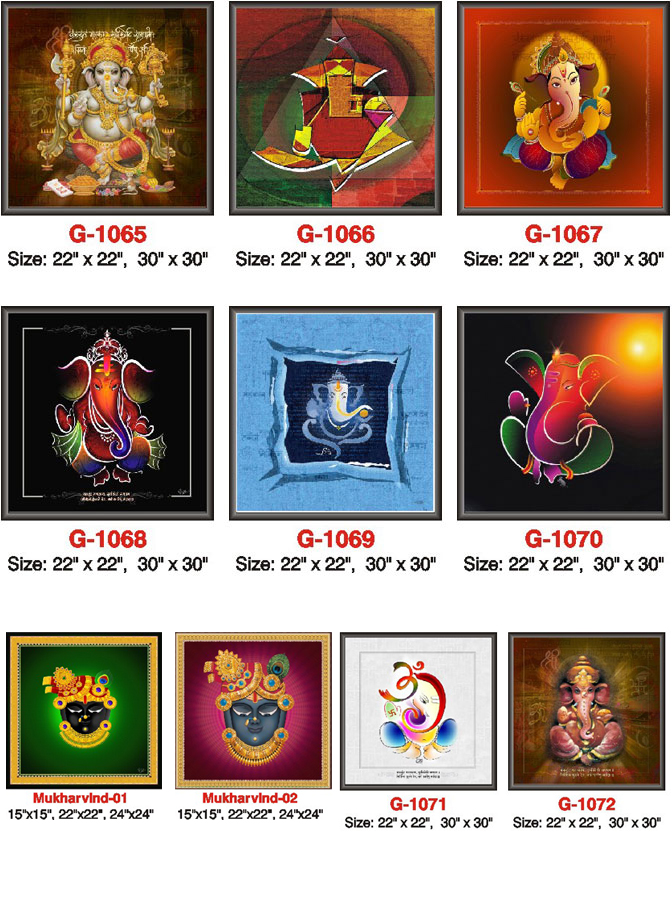 G-1065
Size: 22" x 22", 30" x 30"
G-1066
Size: 22" x 22", 30" x 30"
G-1067
Size: 22" x 22", 30" x 30"
G-1068
Size: 22" x 22", 30" x 30"
G-1069
Size: 22" x 22", 30" x 30"
G-1070
Size: 22" x 22", 30" x 30"
MukharvInd-01
15"x15", 22"x22", 24"x24"
MukharvInd-02
15"x15", 22"x22", 24"x24"
G-1071
Size: 22" x 22", 30" x 30"
G-1072
Size: 22" x 22", 30" x 30"